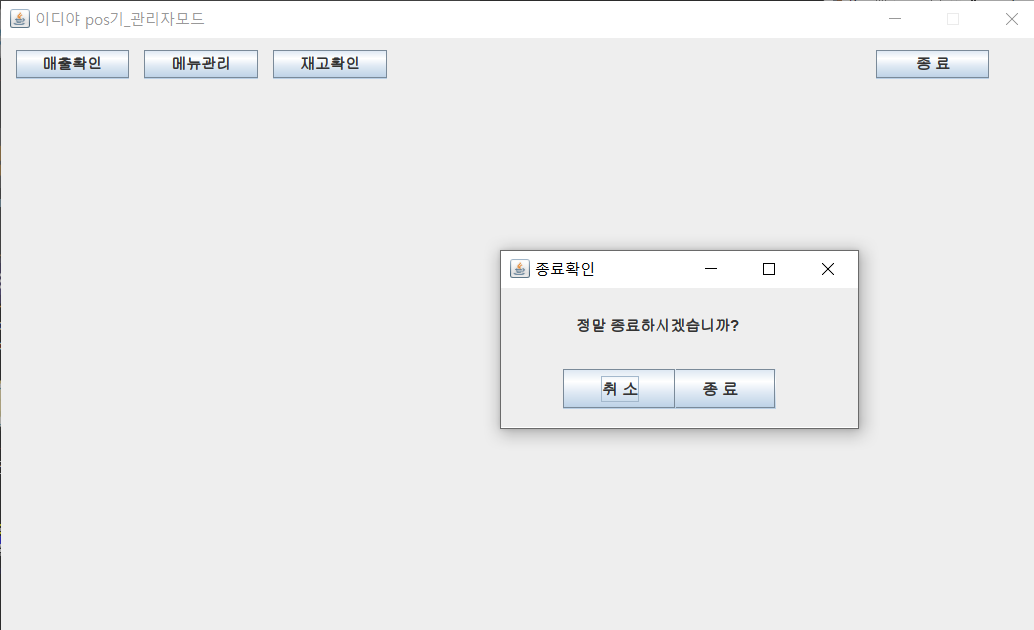 이디야 pos기_관리자모드
매출확인 메뉴관리 재고확인 종 료
종료확인
정말 종료하시겠습니까?
취 소 종 료